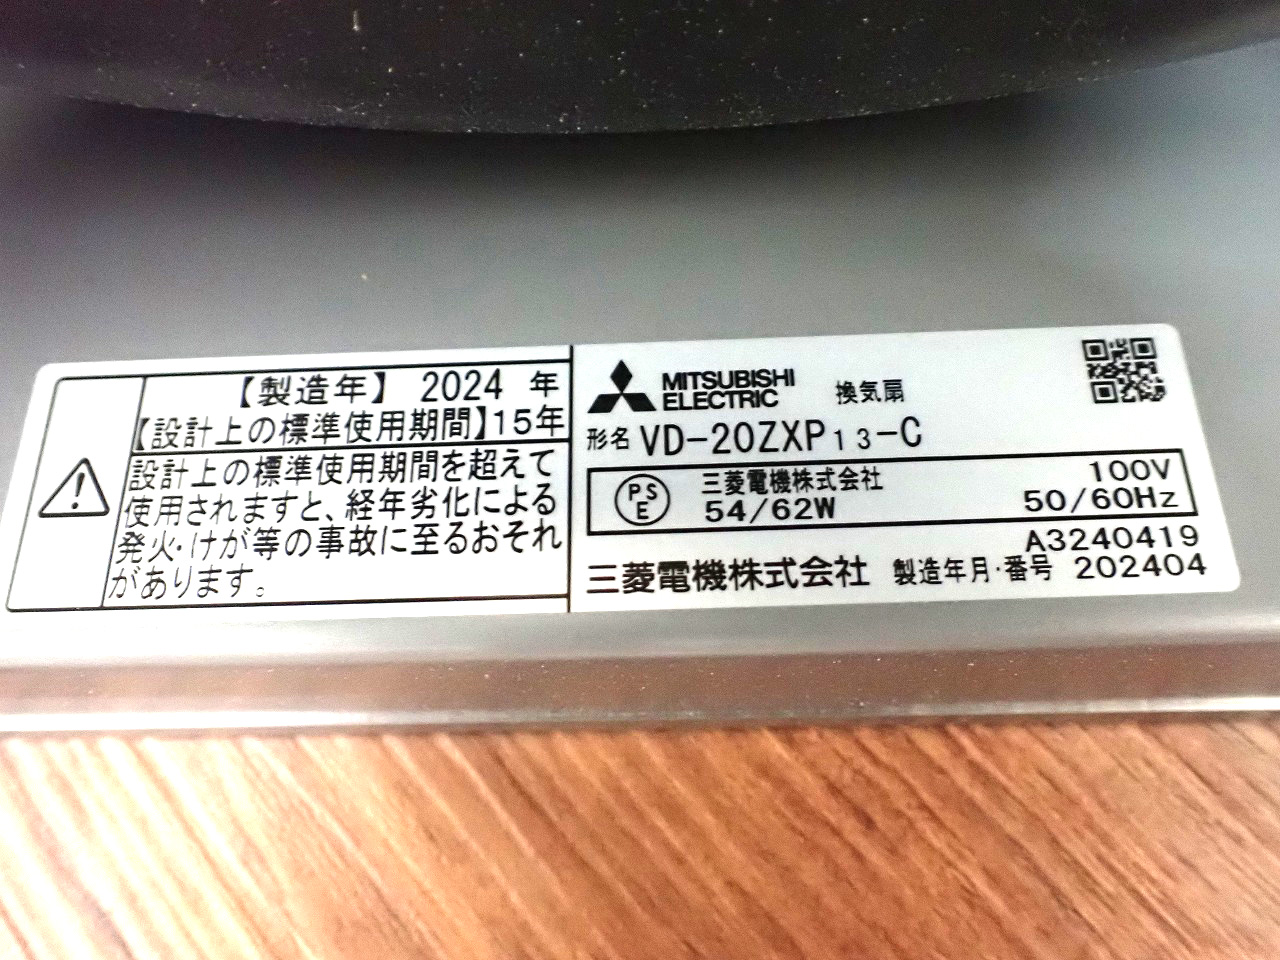 【製造年】 2024 年
【設計上の標準使用期間】15年
設計上の標準使用期間を超えて
使用されますと、経年劣化による
発火・けが等の事故に至るおそれ
があります。
MITSUBISHI
ELECTRIC
換気扇
形名 VD-20ZXP13-C
PSE
三菱電機株式会社 100V
54/62W 50/60Hz
A3240419
三菱電機株式会社 製造年月・番号 202404